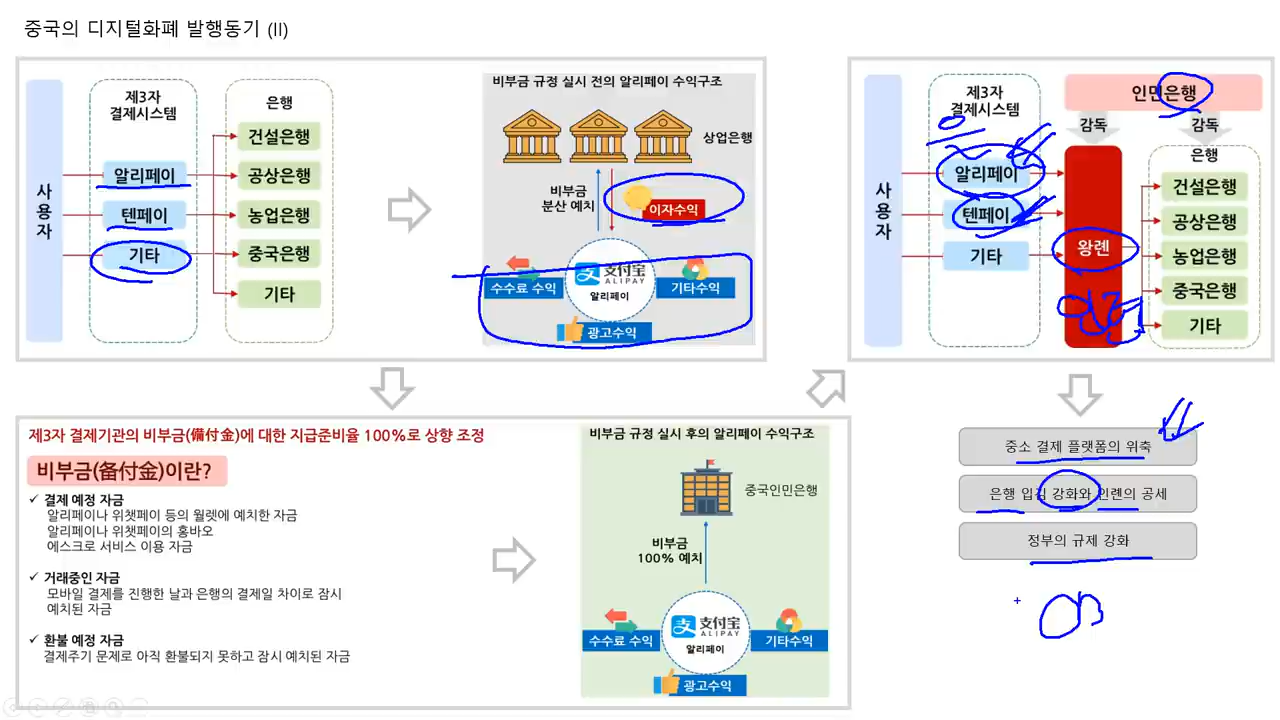 중국의 디지털화폐 발행동기 (II)
사용자
제3자
결제시스템
알리페이
텐페이
기타
은행
건설은행
공상은행
농업은행
중국은행
기타
비부금 규정 실시 전의 알리페이 수익구조
상업은행
비부금
분산 예치
이자수익
수수료 수익
支付宝
ALIPAY
알리페이
기타수익
광고수익
사용자
제3자
결제시스템
알리페이
텐페이
기타
인민은행
감독
감독
왕롄
은행
건설은행
공상은행
농업은행
중국은행
기타
제3자 결제기관의 비부금(備付金)에 대한 지급준비율 100%로 상향 조정
비부금(备付金)이란?
✓ 결제 예정 자금
알리페이나 위챗페이 등의 월렛에 예치한 자금
알리페이나 위챗페이의 홍바오
에스크로 서비스 이용 자금
✓ 거래중인 자금
모바일 결제를 진행한 날과 은행의 결제일 차이로 잠시
예치된 자금
✓ 환불 예정 자금
결제주기 문제로 아직 환불되지 못하고 잠시 예치된 자금
비부금 규정 실시 후의 알리페이 수익구조
중국인민은행
비부금
100% 예치
수수료 수익
支付宝
ALIPAY
알리페이
기타수익
광고수익
중소 결제 플랫폼의 위축
은행 입김 강화와 인롄의 공세
정부의 규제 강화